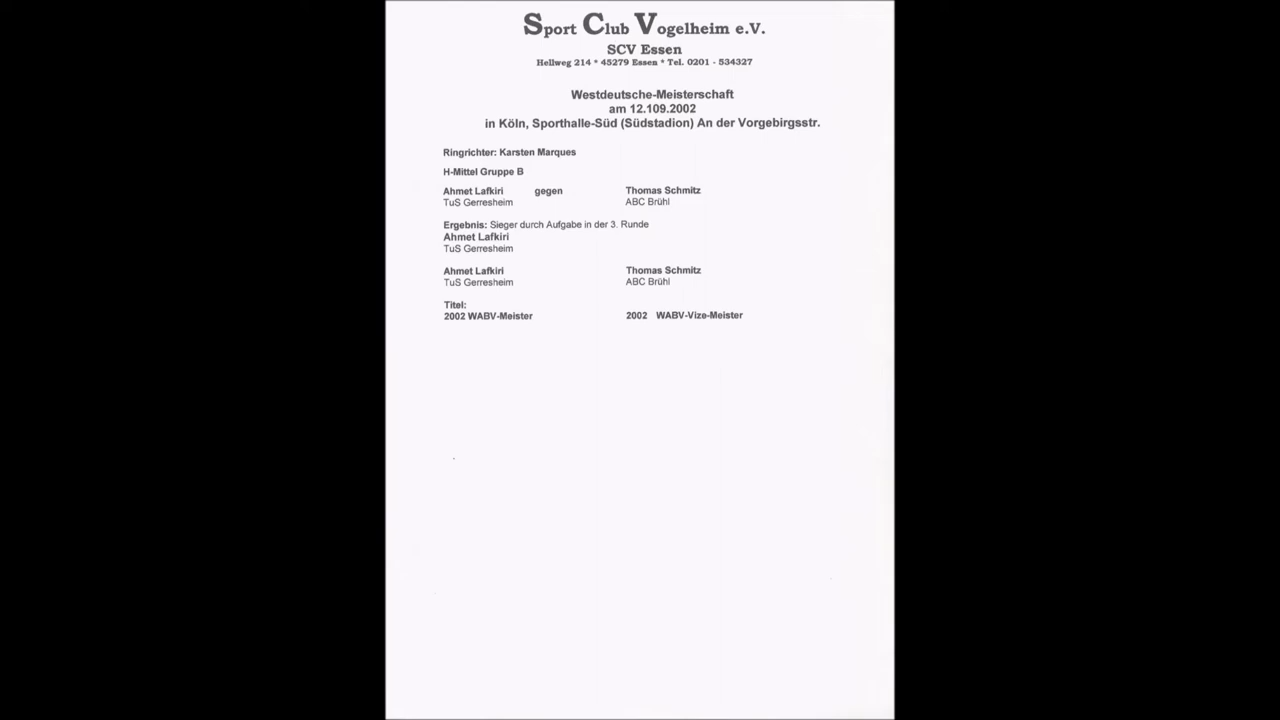 Sport Club Vogelheim e.V.
SCV Essen
Hellweg 214 * 45279 Essen * Tel. 0201 - 534327
Westdeutsche-Meisterschaft
am 12.109.2002
in Köln, Sporthalle-Süd (Südstadion) An der Vorgebirgsstr.
Ringrichter: Karsten Marques
H-Mittel Gruppe B
Ahmet Lafkiri gegen Thomas Schmitz
TuS Gerresheim ABC Brühl
Ergebnis: Sieger durch Aufgabe in der 3. Runde
Ahmet Lafkiri
TuS Gerresheim
Ahmet Lafkiri Thomas Schmitz
TuS Gerresheim ABC Brühl
Titel:
2002 WABV-Meister 2002 WABV-Vize-Meister